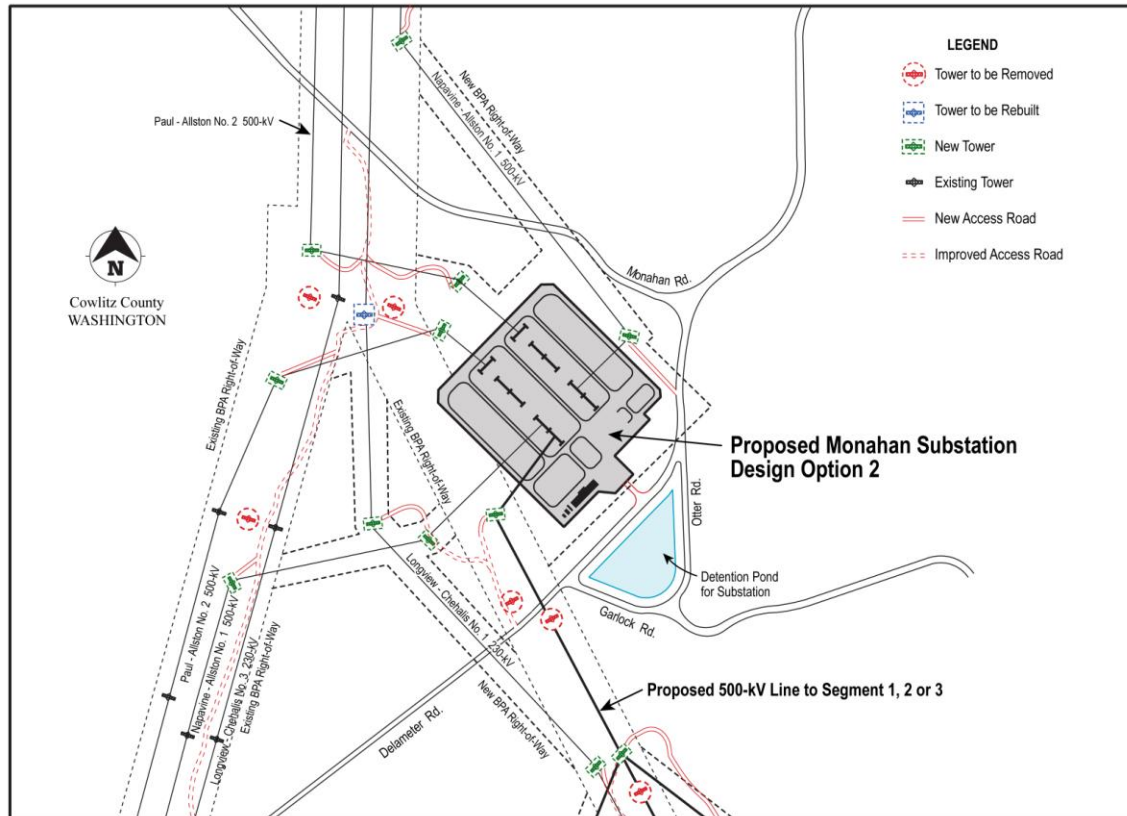 LEGEND
Tower to be Removed
Tower to be Rebuilt
New Tower
Existing Tower
New Access Road
Improved Access Road
Paul - Allston No. 2 500-kV
New BPA Right-of-Way
Napavine - Allston No. 1 500-kV
N
Cowlitz County
WASHINGTON
Monahan Rd.
Existing BPA Right-of-Way
Existing BPA Right-of-Way
Proposed Monahan Substation
Design Option 2
Otter Rd.
Detention Pond
for Substation
Garlock Rd.
Longview - Chehalis No. 1 230-kV
Paul - Allston No. 2 500-kV
Napavine - Allston No. 1 500-kV
Longview - Chehalis No. 3 230-kV
Existing BPA Right-of-Way
Delameter Rd.
New BPA Right-of-Way
Proposed 500-kV Line to Segment 1, 2 or 3